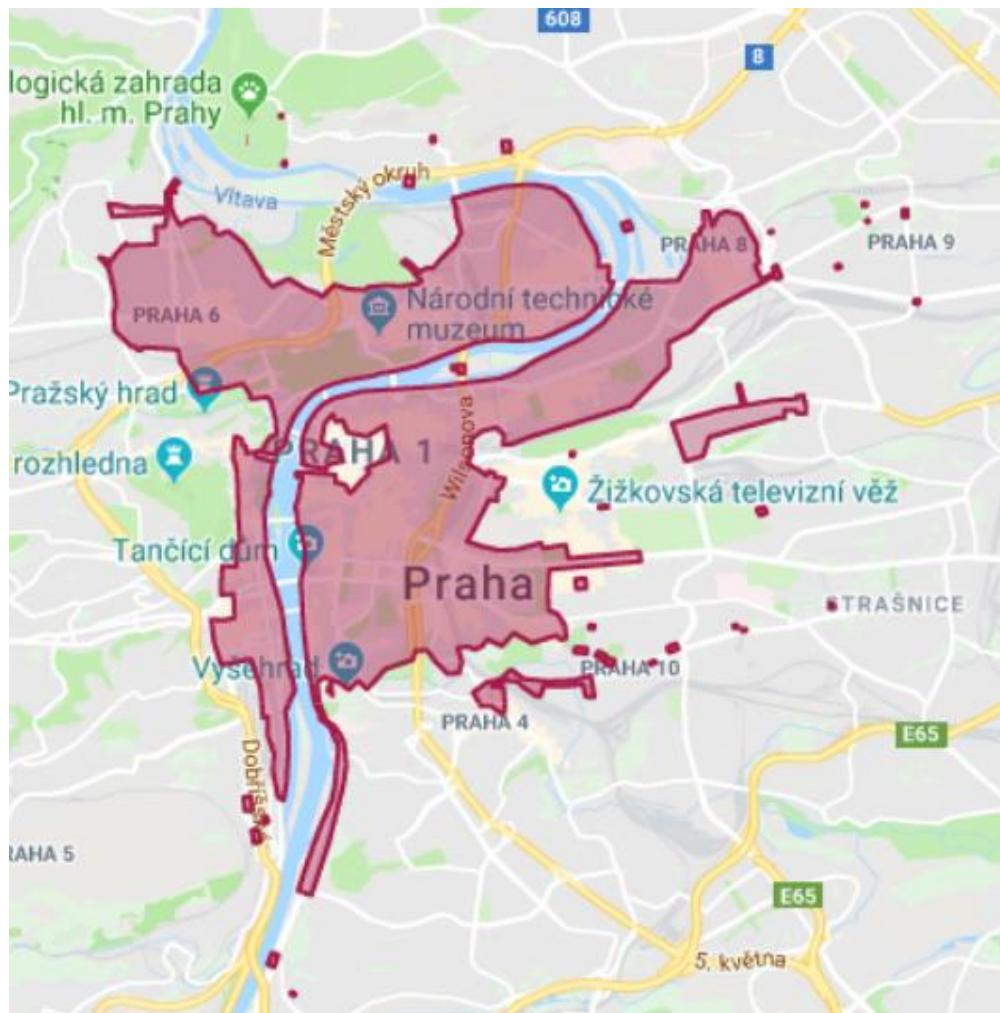 608
8
logická zahrada
hl. m. Prahy
Městský okruh
Vltava
PRAHA 8
PRAHA 9
Národní technické
muzeum
PRAHA 6
Pražský hrad
PRAHA 1
Wilsonova
rozhledna
Žižkovská televizní věž
Tančící dům
Praha
STRAŠNICE
Vyšehrad
PRAHA 10
PRAHA 4
E65
Dobříšská
RAHA 5
E65
5. května